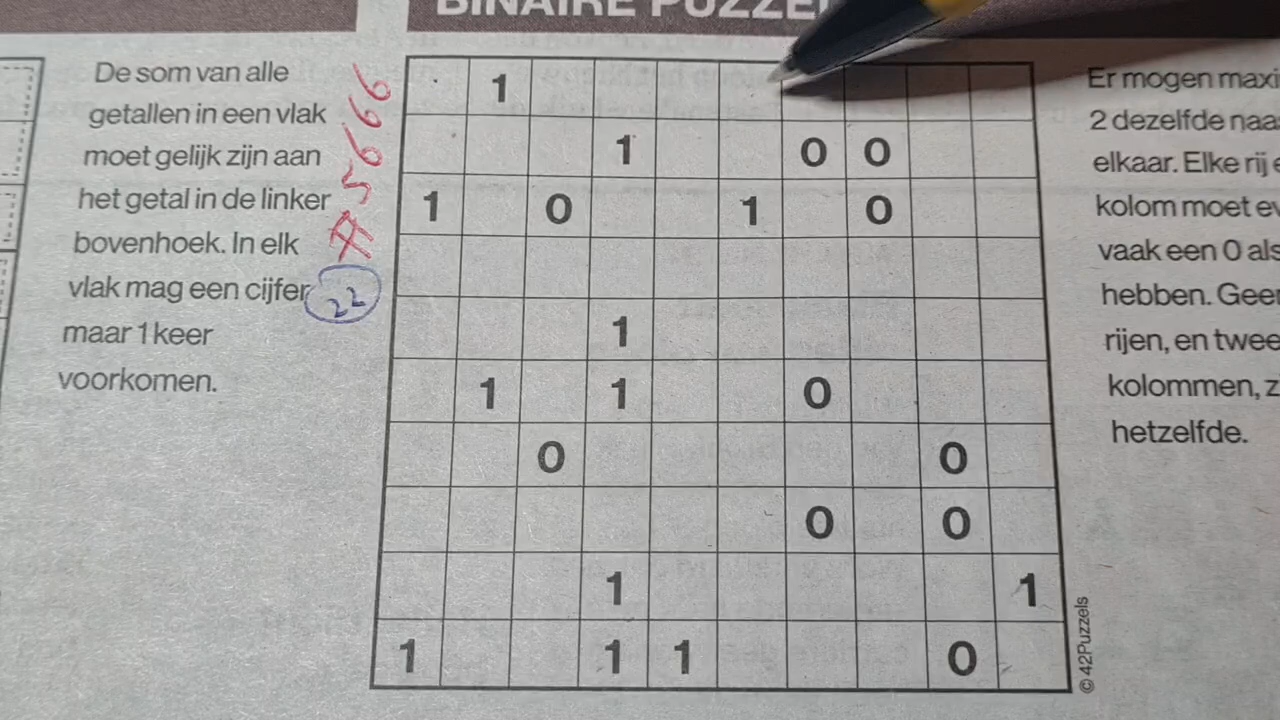 BINAIRE PUZZEL
De som van alle
getallen in een vlak
moet gelijk zijn aan
het getal in de linker
bovenhoek. In elk
vlak mag een cijfer
maar 1 keer
voorkomen.
5666
22
1
1 0 0
1 0 1 0
1
1 1 0
0 0
0 0
1 1
1 1 1 0
Er mogen maxi
2 dezelfde naa
elkaar. Elke rij e
kolom moet ev
vaak een 0 als
hebben. Geen
rijen, en twee
kolommen, z
hetzelfde.
© 42Puzzels